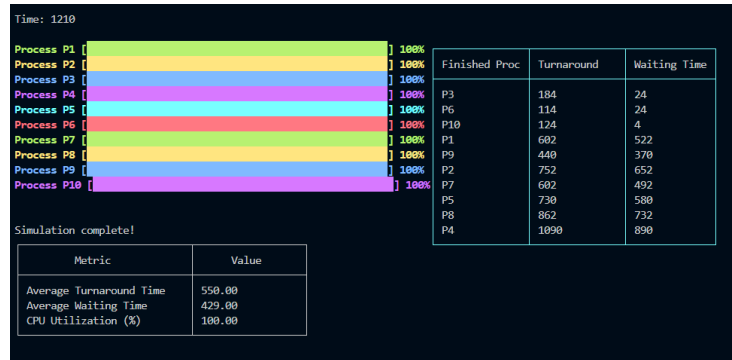 Time: 1210
Process P1 [ ] 100%
Process P2 [ ] 100%
Process P3 [ ] 100%
Process P4 [ ] 100%
Process P5 [ ] 100%
Process P6 [ ] 100%
Process P7 [ ] 100%
Process P8 [ ] 100%
Process P9 [ ] 100%
Process P10 [ ] 100%
Finished Proc Turnaround Waiting Time
P3 184 24
P6 114 24
P10 124 4
P1 602 522
P9 440 370
P2 752 652
P7 602 492
P5 730 580
P8 862 732
P4 1090 890
Simulation complete!
Metric Value
Average Turnaround Time 550.00
Average Waiting Time 429.00
CPU Utilization (%) 100.00